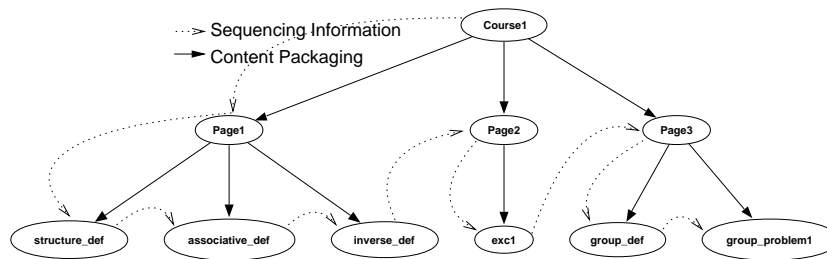 Sequencing Information
Course1
Content Packaging
Page1
Page2
Page3
structure_def
associative_def
inverse_def
exc1
group_def
group_problem1